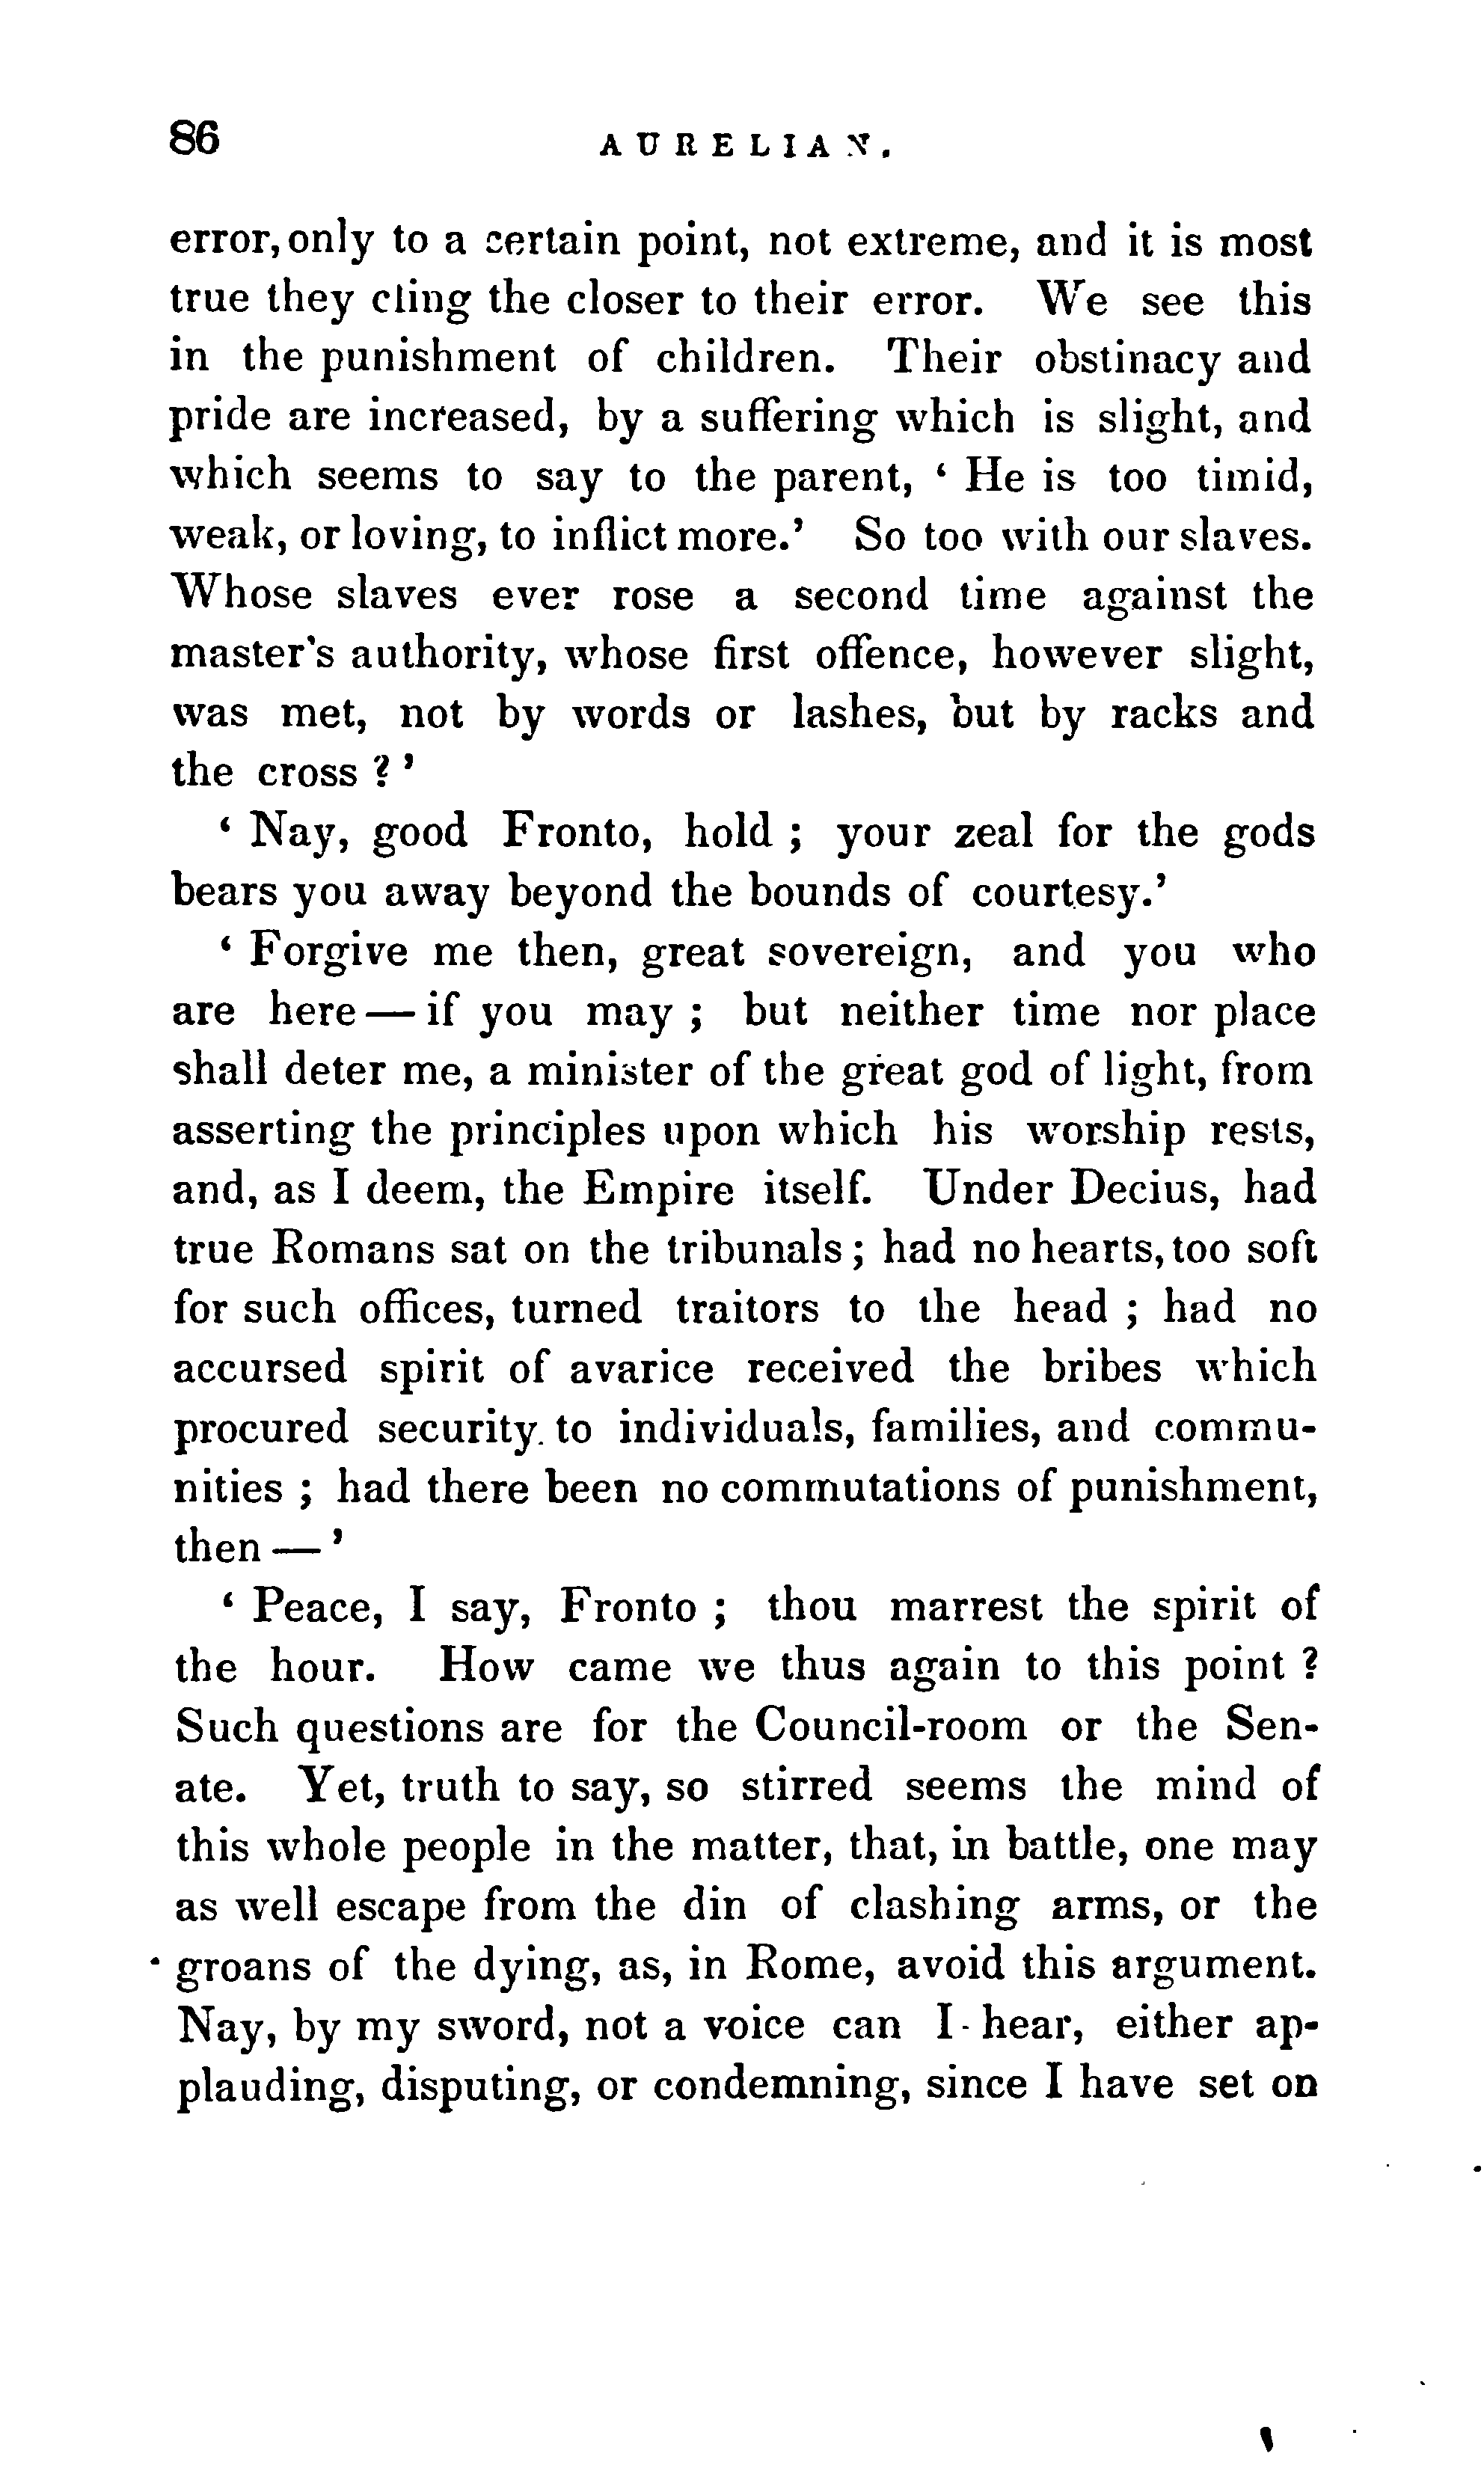 86
AURELIAN.
error, only to a certain point, not extreme, and it is most
true they cling the closer to their error. We see this
in the punishment of children. Their obstinacy and
pride are increased, by a suffering which is slight, and
which seems to say to the parent, ‘ He is too timid,
weak, or loving, to inflict more.’ So too with our slaves.
Whose slaves ever rose a second time against the
master's authority, whose first offence, however slight,
was met, not by words or lashes, but by racks and
the cross ? ’
‘ Nay, good Fronto, hold ; your zeal for the gods
bears you away beyond the bounds of courtesy.’
‘ Forgive me then, great sovereign, and you who
are here — if you may ; but neither time nor place
shall deter me, a minister of the great god of light, from
asserting the principles upon which his worship rests,
and, as I deem, the Empire itself. Under Decius, had
true Romans sat on the tribunals ; had no hearts, too soft
for such offices, turned traitors to the head ; had no
accursed spirit of avarice received the bribes which
procured security to individuals, families, and commu-
nities ; had there been no commutations of punishment,
then — ’
‘ Peace, I say, Fronto ; thou marrest the spirit of
the hour. How came we thus again to this point ?
Such questions are for the Council-room or the Sen-
ate. Yet, truth to say, so stirred seems the mind of
this whole people in the matter, that, in battle, one may
as well escape from the din of clashing arms, or the
groans of the dying, as, in Rome, avoid this argument.
Nay, by my sword, not a voice can I hear, either ap-
plauding, disputing, or condemning, since I have set on